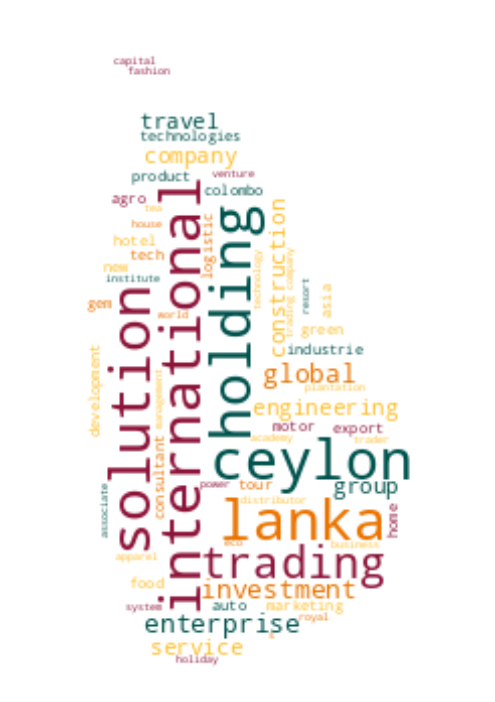 capital
fashion
travel
technologies
company
product
venture
agro
colombo
tea
international
holding
house
logistic
construction
hotel
tech
new
institute
technology
trading company
resort
asia
gem
solution
world
green
industrie
development
management
global
plantation
engineering
motor
export
academy
trader
consultant
ceylon
associate
power
tour
group
distributor
lanka
home
eco
business
trading
apparel
food
investment
system
auto
marketing
royal
enterprise
service
holiday